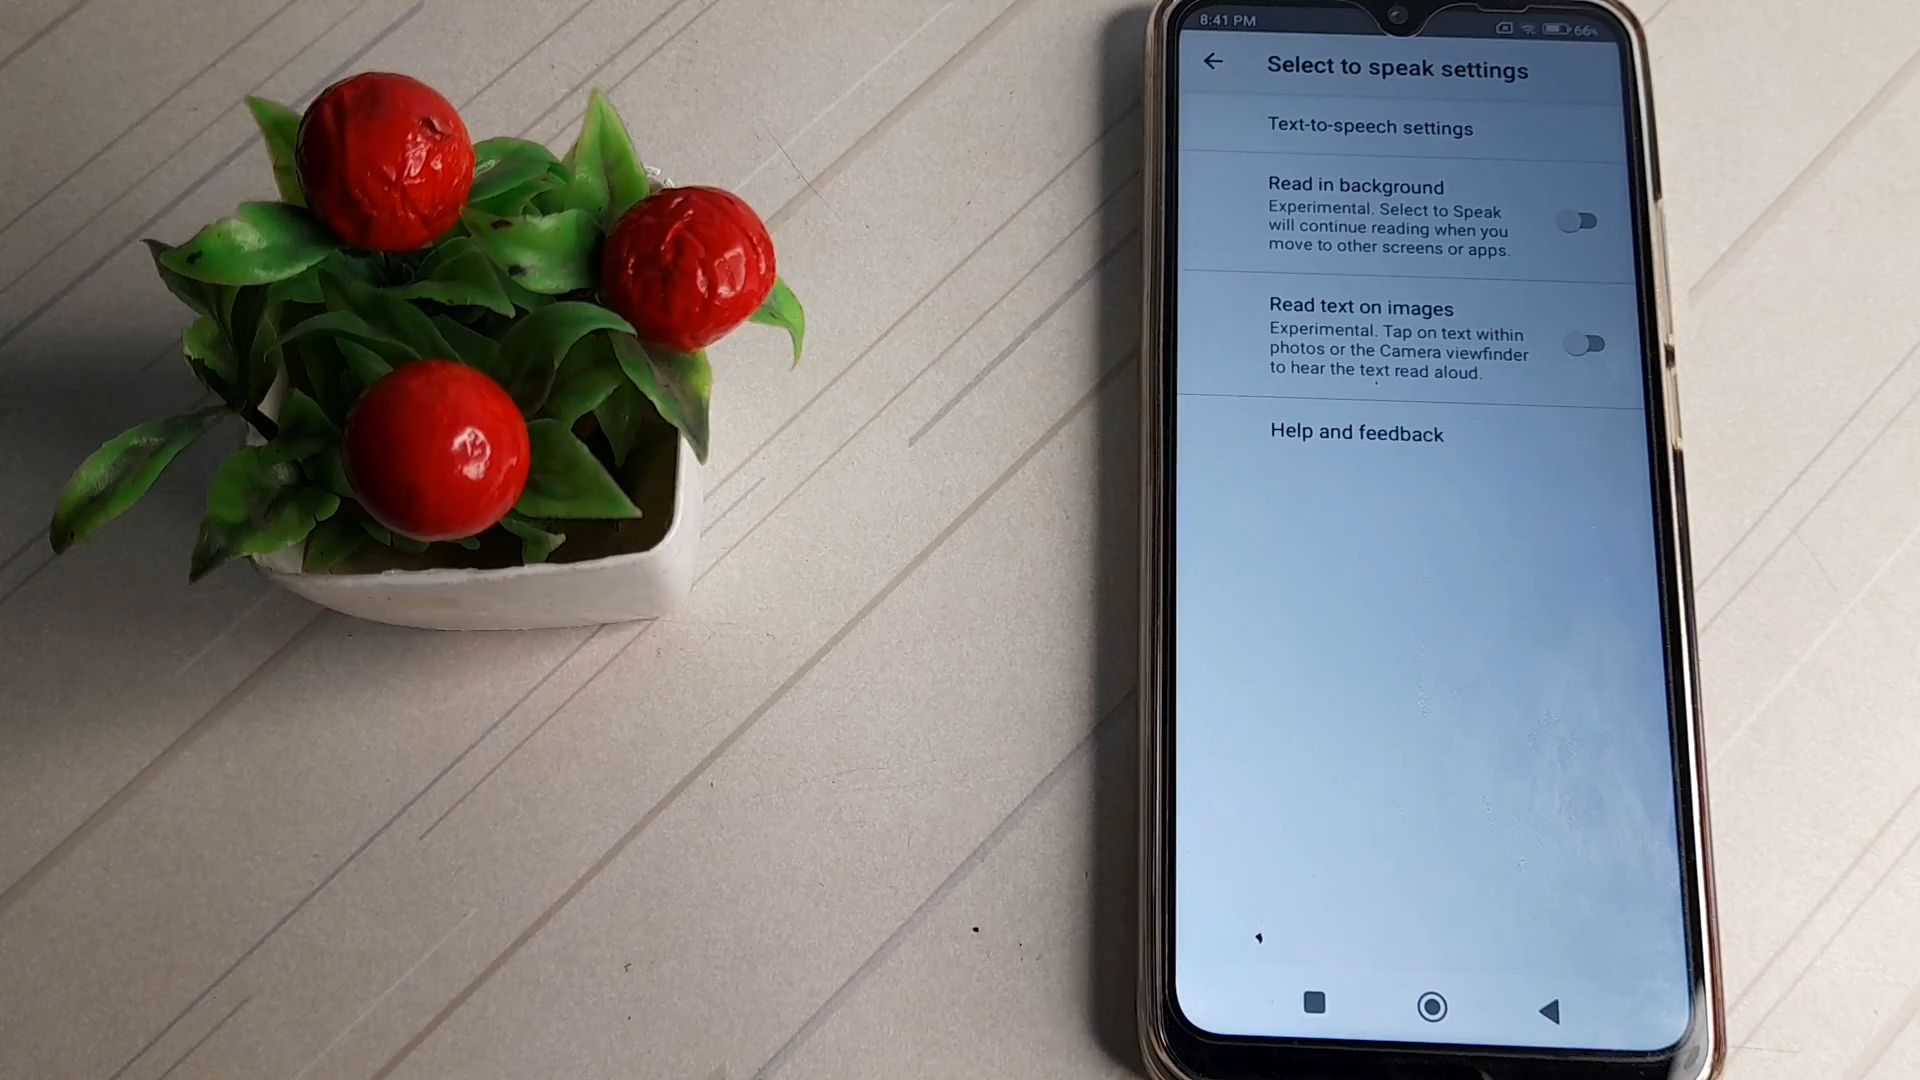 8:41 PM
66%
Select to speak settings
Text-to-speech settings
Read in background
Experimental. Select to Speak
will continue reading when you
move to other screens or apps.
Read text on images
Experimental. Tap on text within
photos or the Camera viewfinder
to hear the text read aloud.
Help and feedback